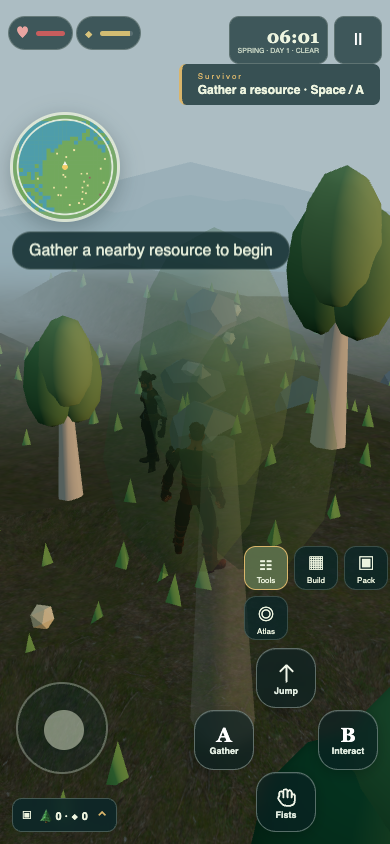 06:01
SPRING · DAY 1 · CLEAR
Survivor
Gather a resource · Space / A
Gather a nearby resource to begin
Tools
Build
Pack
Atlas
Jump
A
Gather
B
Interact
Fists
0 · ◆ 0